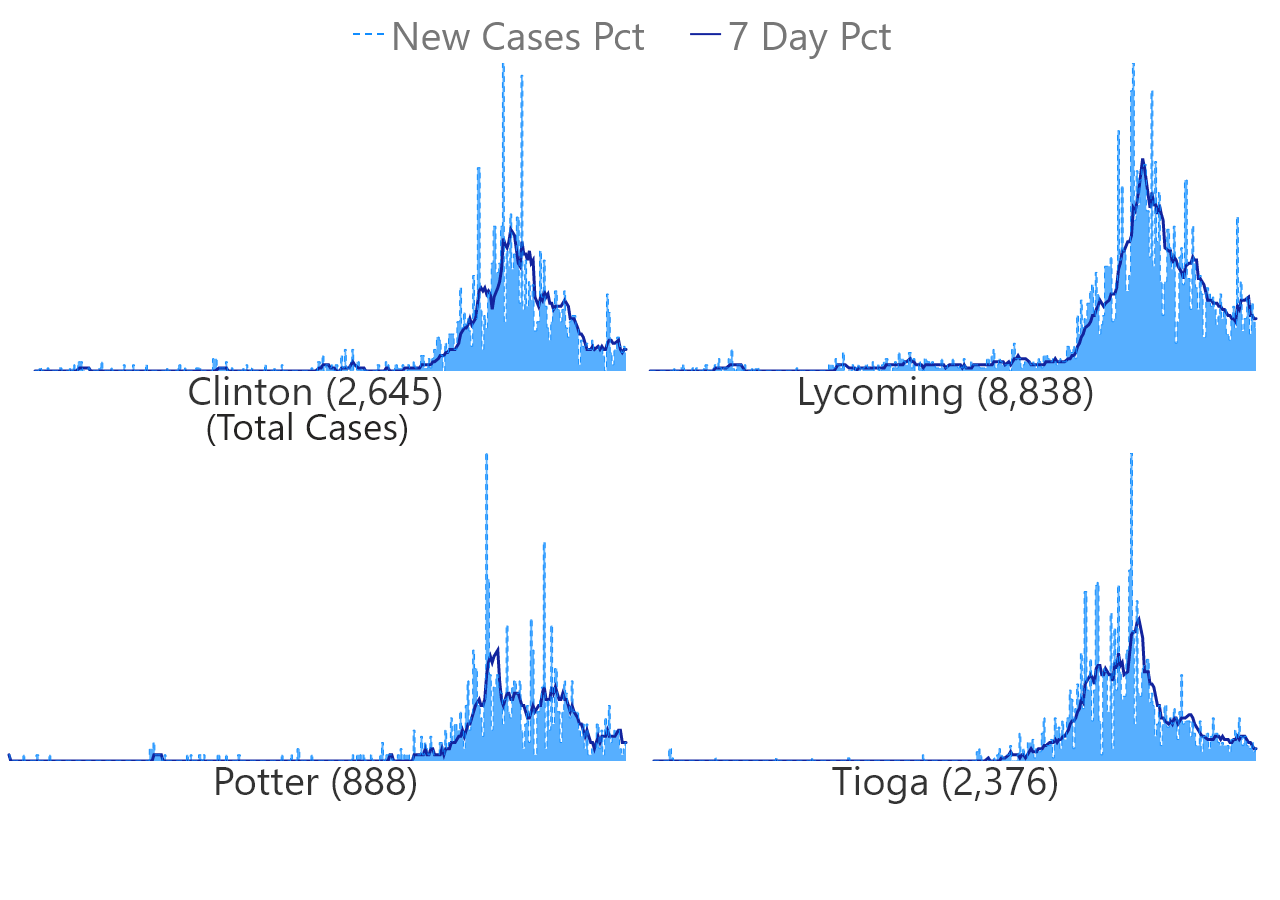 New Cases Pct 7 Day Pct
Clinton (2,645)
(Total Cases)
Lycoming (8,838)
Potter (888)
Tioga (2,376)